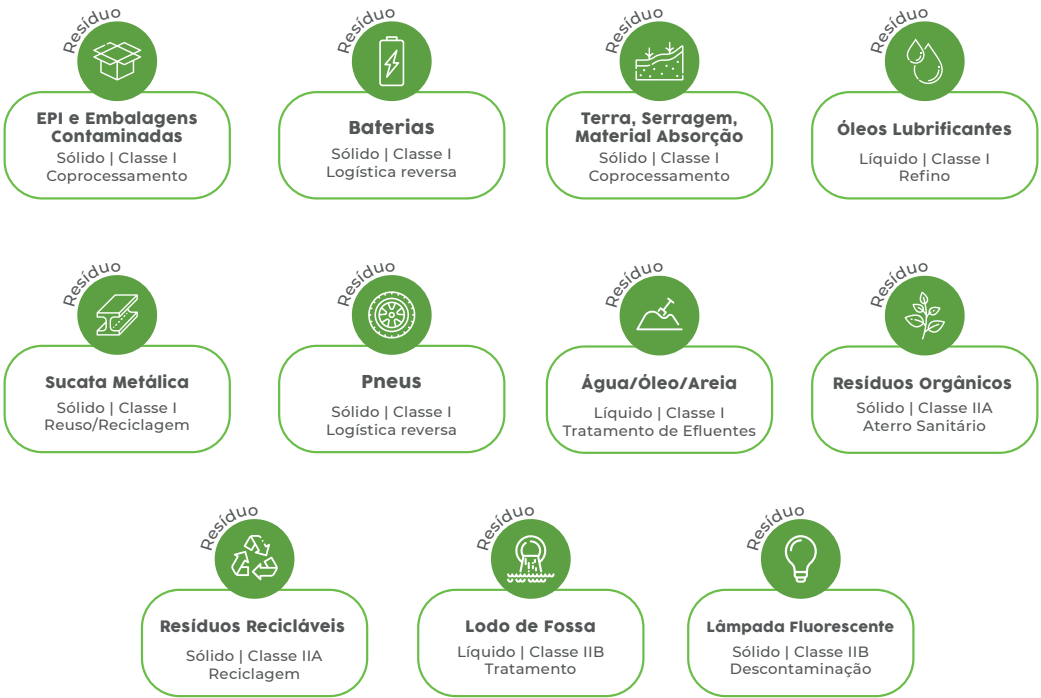 Resíduo
EPI e Embalagens
Contaminadas
Sólido | Classe I
Coprocessamento
Resíduo
Baterias
Sólido | Classe I
Logística reversa
Resíduo
Terra, Serragem,
Material Absorção
Sólido | Classe I
Coprocessamento
Resíduo
Óleos Lubrificantes
Líquido | Classe I
Refino
Resíduo
Sucata Metálica
Sólido | Classe I
Reuso/Reciclagem
Resíduo
Pneus
Sólido | Classe I
Logística reversa
Resíduo
Água/Óleo/Areia
Líquido | Classe I
Tratamento de Efluentes
Resíduo
Resíduos Orgânicos
Sólido | Classe IIA
Aterro Sanitário
Resíduo
Resíduos Recicláveis
Sólido | Classe IIA
Reciclagem
Resíduo
Lodo de Fossa
Líquido | Classe IIB
Tratamento
Resíduo
Lâmpada Fluorescente
Sólido | Classe IIB
Descontaminação